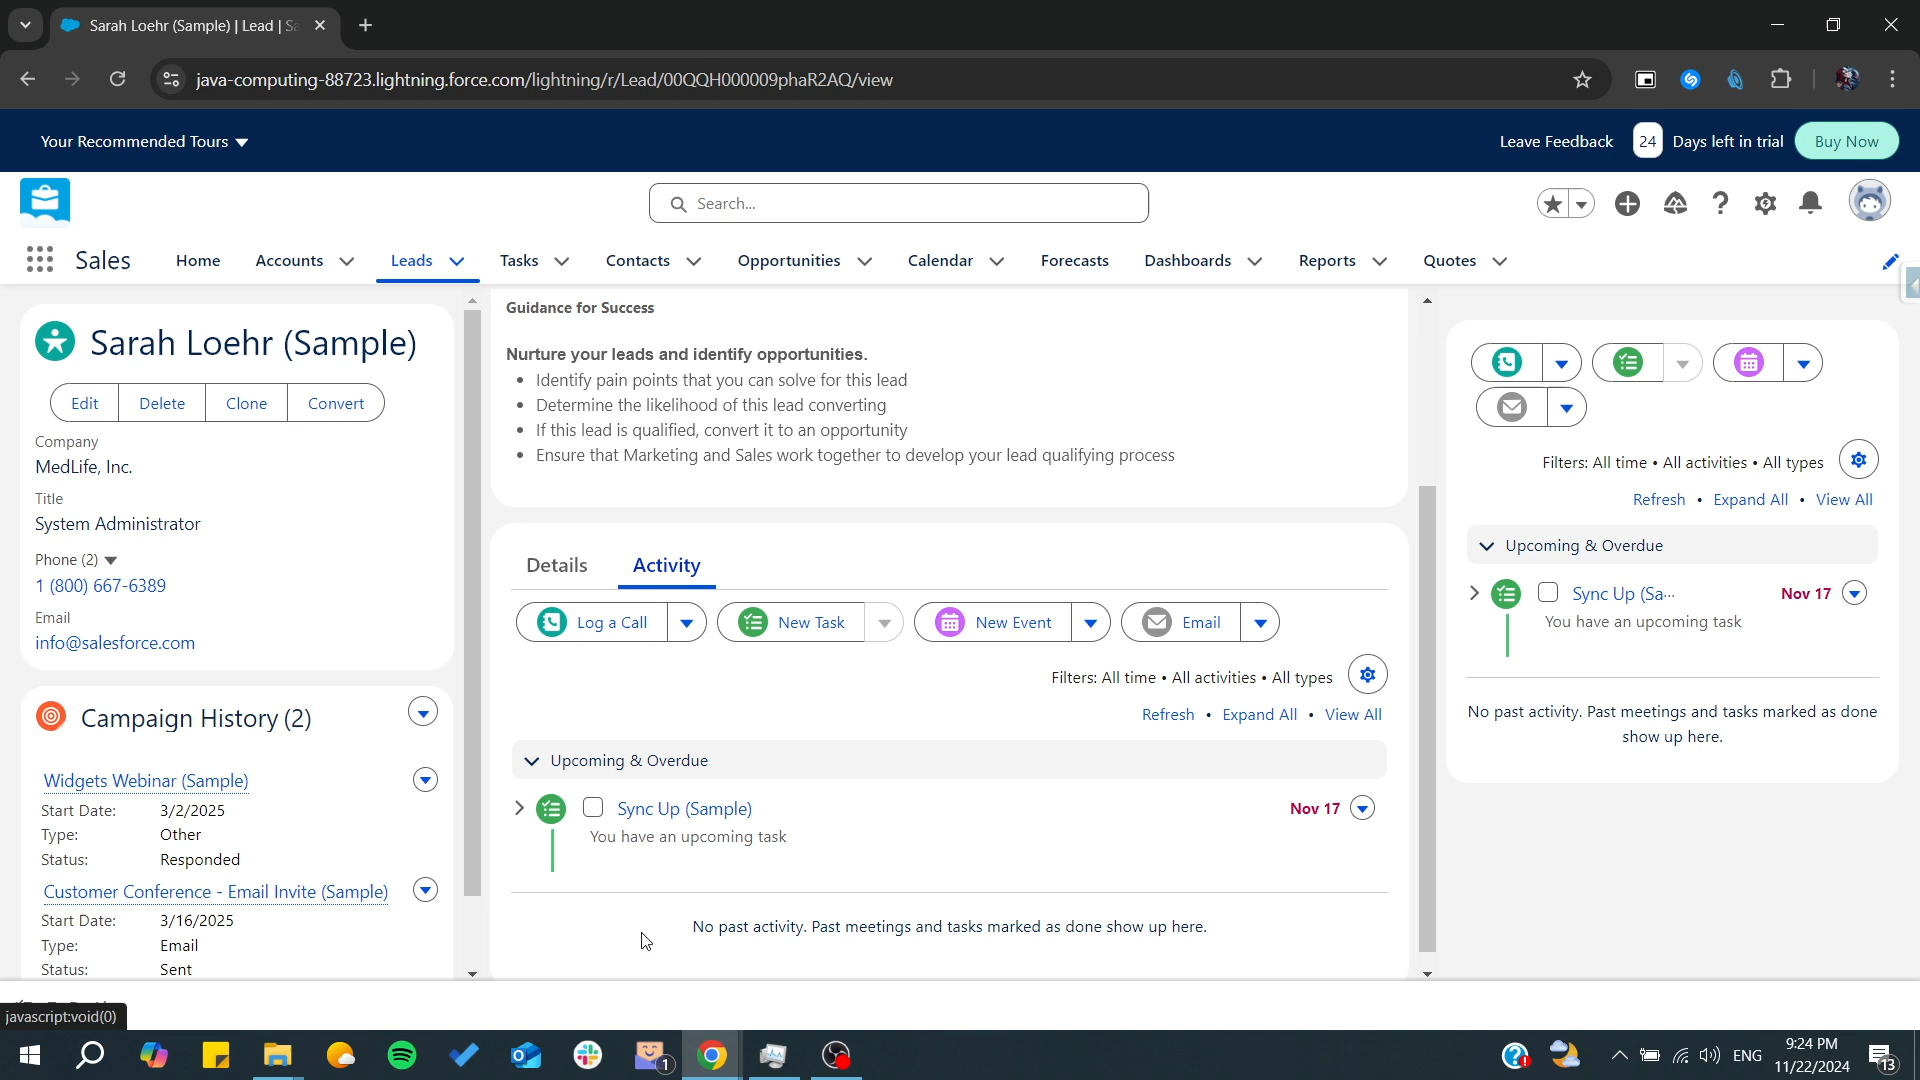 Sarah Loehr (Sample) | Lead | Sa
java-computing-88723.lightning.force.com/lightning/r/Lead/00QQH000009phaR2AQ/view
Your Recommended Tours
Leave Feedback
24
Days left in trial
Buy Now
Search...
Sales
Home
Accounts
Leads
Tasks
Contacts
Opportunities
Calendar
Forecasts
Dashboards
Reports
Quotes
Sarah Loehr (Sample)
Edit
Delete
Clone
Convert
Company
MedLife, Inc.
Title
System Administrator
Phone (2)
1 (800) 667-6389
Email
info@salesforce.com
Campaign History (2)
Widgets Webinar (Sample)
Start Date: 3/2/2025
Type: Other
Status: Responded
Customer Conference - Email Invite (Sample)
Start Date: 3/16/2025
Type: Email
Status: Sent
Guidance for Success
Nurture your leads and identify opportunities.
• Identify pain points that you can solve for this lead
• Determine the likelihood of this lead converting
• If this lead is qualified, convert it to an opportunity
• Ensure that Marketing and Sales work together to develop your lead qualifying process
Details
Activity
Log a Call
New Task
New Event
Email
Filters: All time • All activities • All types
Refresh • Expand All • View All
Upcoming & Overdue
Sync Up (Sample)
Nov 17
You have an upcoming task
No past activity. Past meetings and tasks marked as done show up here.
Filters: All time • All activities • All types
Refresh • Expand All • View All
Upcoming & Overdue
Sync Up (Sa...
Nov 17
You have an upcoming task
No past activity. Past meetings and tasks marked as done
show up here.
javascript:void(0)
1
ENG
9:24 PM
11/22/2024
13